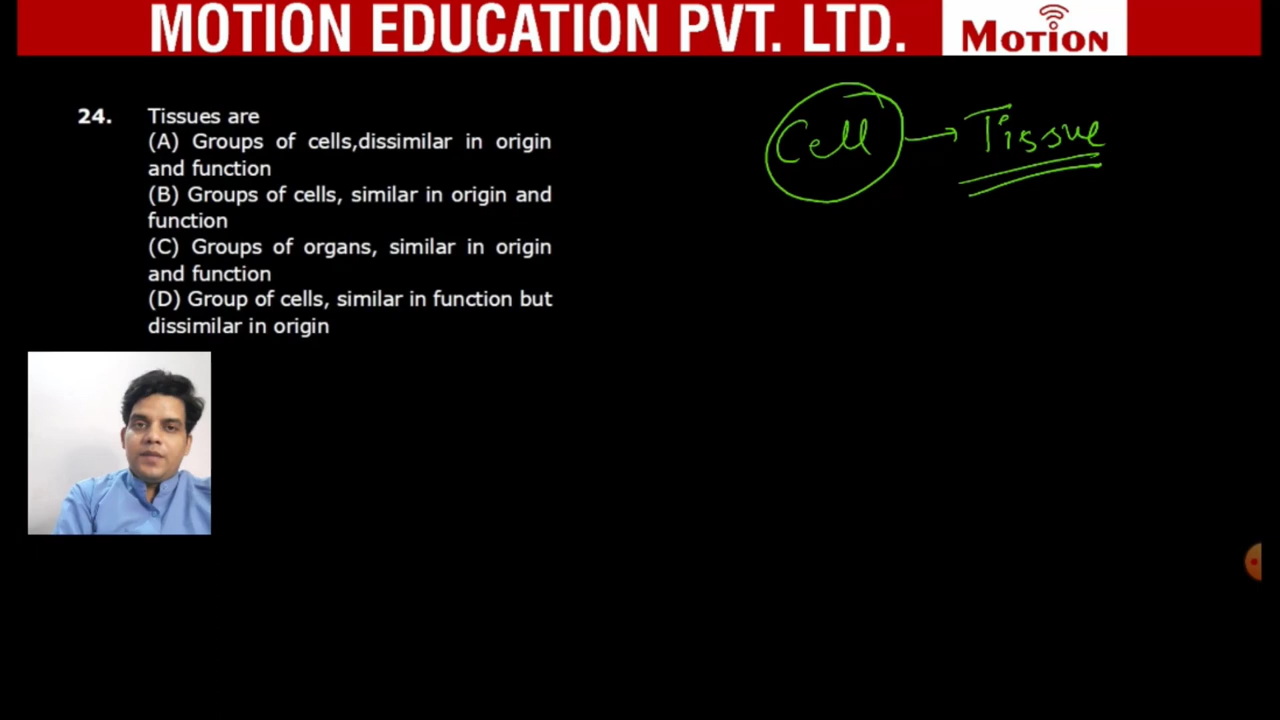 MOTION EDUCATION PVT. LTD.
MOTION
24. Tissues are
(A) Groups of cells,dissimilar in origin
and function
(B) Groups of cells, similar in origin and
function
(C) Groups of organs, similar in origin
and function
(D) Group of cells, similar in function but
dissimilar in origin
Cell → Tissue